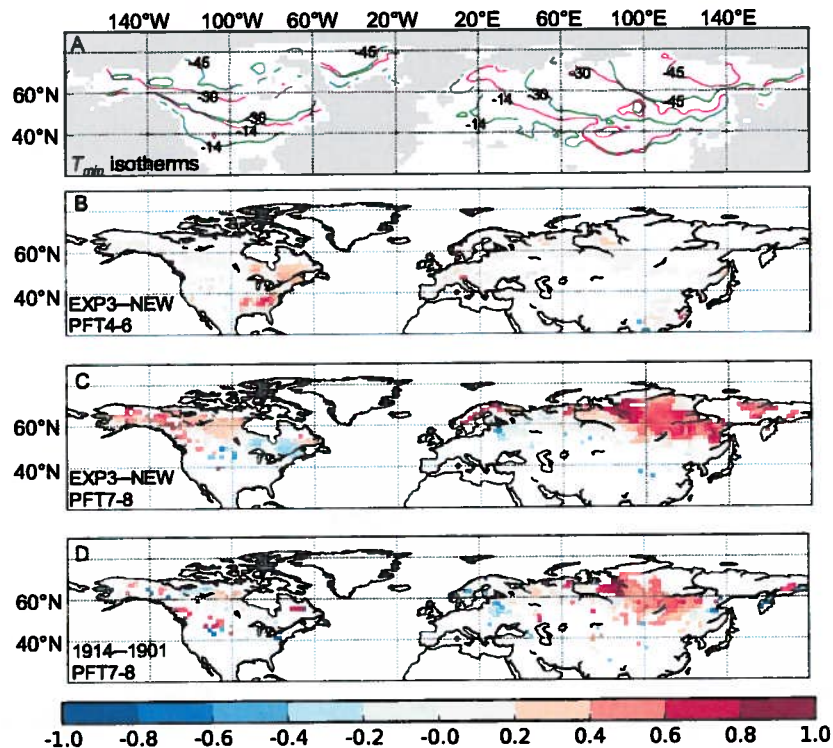 140°W 100°W 60°W 20°W 20°E 60°E 100°E 140°E
A
-45 -45 -30 -45
-30 -14 -30 -45
-30
-14 -14
-14
60°N
40°N
Tmin isotherms
B
60°N
40°N
EXP3—NEW
PFT4-6
C
60°N
40°N
EXP3—NEW
PFT7-8
D
60°N
40°N
1914—1901
PFT7-8
-1.0 -0.8 -0.6 -0.4 -0.2 -0.0 0.2 0.4 0.6 0.8 1.0